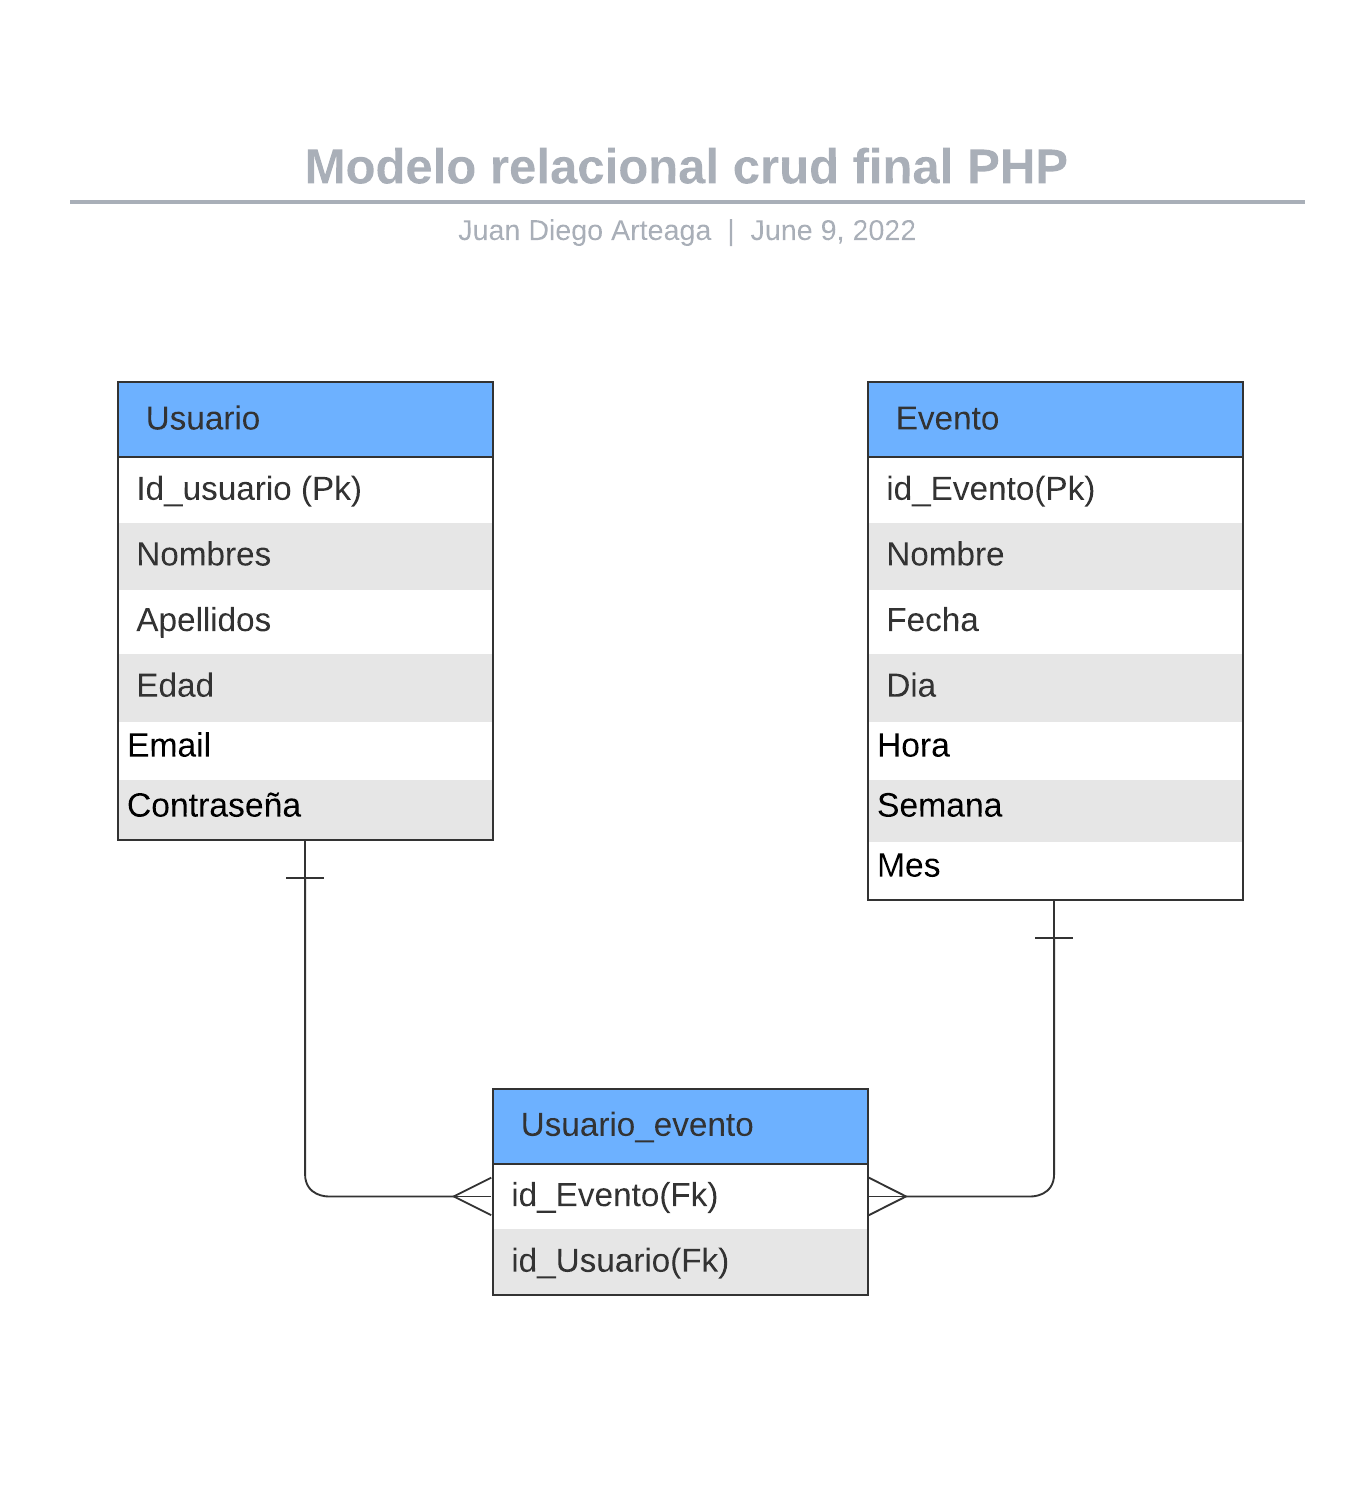 Modelo relacional crud final PHP
Juan Diego Arteaga | June 9, 2022
Usuario
Id_usuario (Pk)
Nombres
Apellidos
Edad
Email
Contraseña
Evento
id_Evento(Pk)
Nombre
Fecha
Dia
Hora
Semana
Mes
Usuario_evento
id_Evento(Fk)
id_Usuario(Fk)